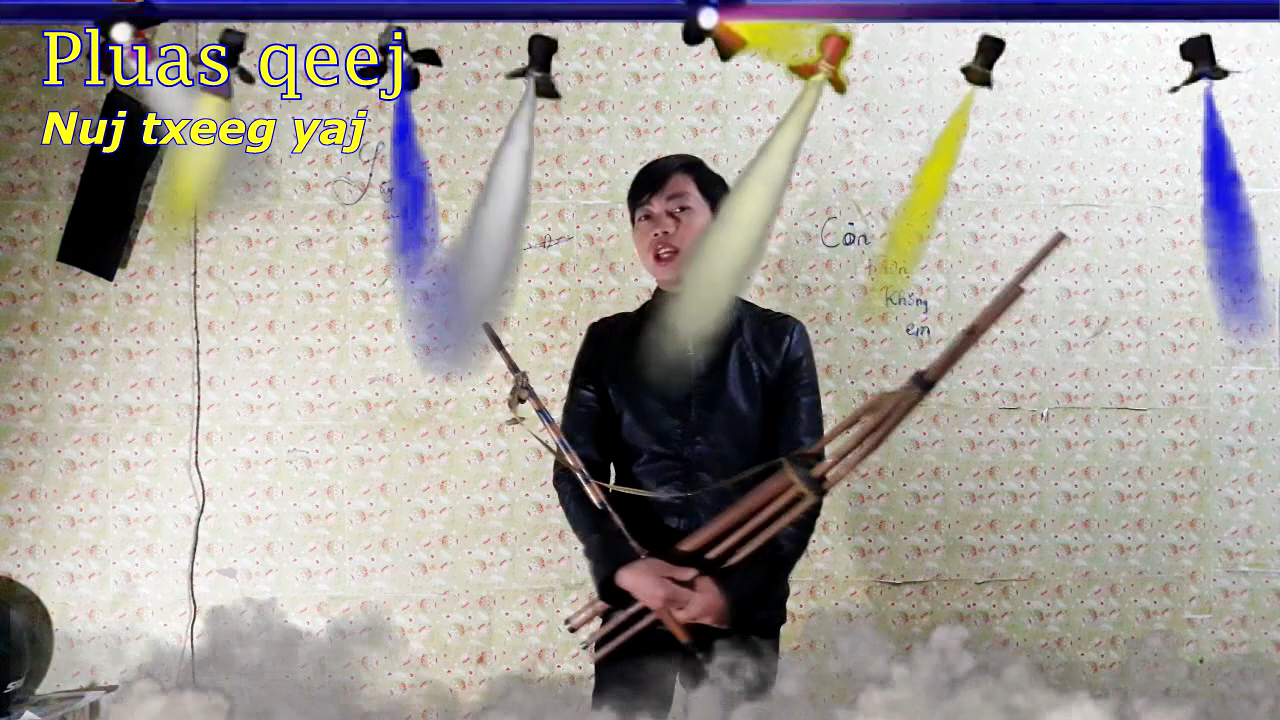 Pluas qeej
Nuj txeeg yaj
Còn
không
em